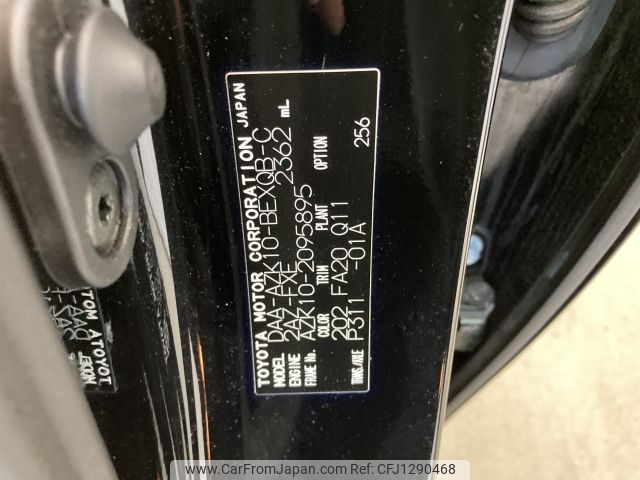 TOYOTA MOTOR CORPORATION JAPAN
MODEL DAA-AZK10-BEXQB-C
ENGINE 2AZ-FXE 2362 mL
FRAME No. AZK10-2095895
COLOR TRIM PLANT OPTION
202 FA20 Q11 256
TRANS/AXLE P311 -01A
www.CarFromJapan.com - ID: CFJ1290468